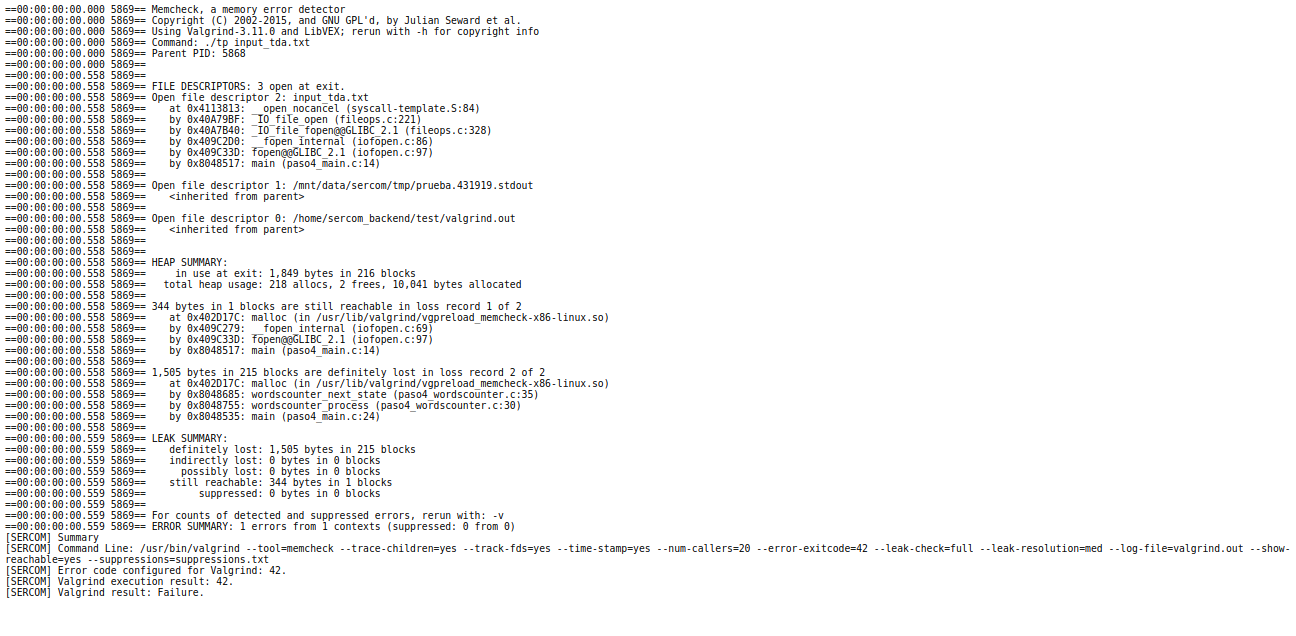 ==00:00:00:00.000 5869== Memcheck, a memory error detector
==00:00:00:00.000 5869== Copyright (C) 2002-2015, and GNU GPL'd, by Julian Seward et al.
==00:00:00:00.000 5869== Using Valgrind-3.11.0 and LibVEX; rerun with -h for copyright info
==00:00:00:00.000 5869== Command: ./tp input_tda.txt
==00:00:00:00.000 5869== Parent PID: 5868
==00:00:00:00.000 5869==
==00:00:00:00.558 5869==
==00:00:00:00.558 5869== FILE DESCRIPTORS: 3 open at exit.
==00:00:00:00.558 5869== Open file descriptor 2: input_tda.txt
==00:00:00:00.558 5869==    at 0x4113813: __open_nocancel (syscall-template.S:84)
==00:00:00:00.558 5869==    by 0x40A79BF: _IO_file_open (fileops.c:221)
==00:00:00:00.558 5869==    by 0x40A7B40: _IO_file_fopen@@GLIBC_2.1 (fileops.c:328)
==00:00:00:00.558 5869==    by 0x409C2D0: __fopen_internal (iofopen.c:86)
==00:00:00:00.558 5869==    by 0x409C33D: fopen@@GLIBC_2.1 (iofopen.c:97)
==00:00:00:00.558 5869==    by 0x8048517: main (paso4_main.c:14)
==00:00:00:00.558 5869==
==00:00:00:00.558 5869== Open file descriptor 1: /mnt/data/sercom/tmp/prueba.431919.stdout
==00:00:00:00.558 5869==    <inherited from parent>
==00:00:00:00.558 5869==
==00:00:00:00.558 5869== Open file descriptor 0: /home/sercom_backend/test/valgrind.out
==00:00:00:00.558 5869==    <inherited from parent>
==00:00:00:00.558 5869==
==00:00:00:00.558 5869==
==00:00:00:00.558 5869== HEAP SUMMARY:
==00:00:00:00.558 5869==     in use at exit: 1,849 bytes in 216 blocks
==00:00:00:00.558 5869==   total heap usage: 218 allocs, 2 frees, 10,041 bytes allocated
==00:00:00:00.558 5869==
==00:00:00:00.558 5869== 344 bytes in 1 blocks are still reachable in loss record 1 of 2
==00:00:00:00.558 5869==    at 0x402D17C: malloc (in /usr/lib/valgrind/vgpreload_memcheck-x86-linux.so)
==00:00:00:00.558 5869==    by 0x409C279: __fopen_internal (iofopen.c:69)
==00:00:00:00.558 5869==    by 0x409C33D: fopen@@GLIBC_2.1 (iofopen.c:97)
==00:00:00:00.558 5869==    by 0x8048517: main (paso4_main.c:14)
==00:00:00:00.558 5869==
==00:00:00:00.558 5869== 1,505 bytes in 215 blocks are definitely lost in loss record 2 of 2
==00:00:00:00.558 5869==    at 0x402D17C: malloc (in /usr/lib/valgrind/vgpreload_memcheck-x86-linux.so)
==00:00:00:00.558 5869==    by 0x8048685: wordscounter_next_state (paso4_wordscounter.c:35)
==00:00:00:00.558 5869==    by 0x8048755: wordscounter_process (paso4_wordscounter.c:30)
==00:00:00:00.558 5869==    by 0x8048535: main (paso4_main.c:24)
==00:00:00:00.558 5869==
==00:00:00:00.559 5869== LEAK SUMMARY:
==00:00:00:00.559 5869==    definitely lost: 1,505 bytes in 215 blocks
==00:00:00:00.559 5869==    indirectly lost: 0 bytes in 0 blocks
==00:00:00:00.559 5869==      possibly lost: 0 bytes in 0 blocks
==00:00:00:00.559 5869==    still reachable: 344 bytes in 1 blocks
==00:00:00:00.559 5869==         suppressed: 0 bytes in 0 blocks
==00:00:00:00.559 5869==
==00:00:00:00.559 5869== For counts of detected and suppressed errors, rerun with: -v
==00:00:00:00.559 5869== ERROR SUMMARY: 1 errors from 1 contexts (suppressed: 0 from 0)
[SERCOM] Summary
[SERCOM] Command Line: /usr/bin/valgrind --tool=memcheck --trace-children=yes --track-fds=yes --time-stamp=yes --num-callers=20 --error-exitcode=42 --leak-check=full --leak-resolution=med --log-file=valgrind.out --show-
reachable=yes --suppressions=suppressions.txt
[SERCOM] Error code configured for Valgrind: 42.
[SERCOM] Valgrind execution result: 42.
[SERCOM] Valgrind result: Failure.